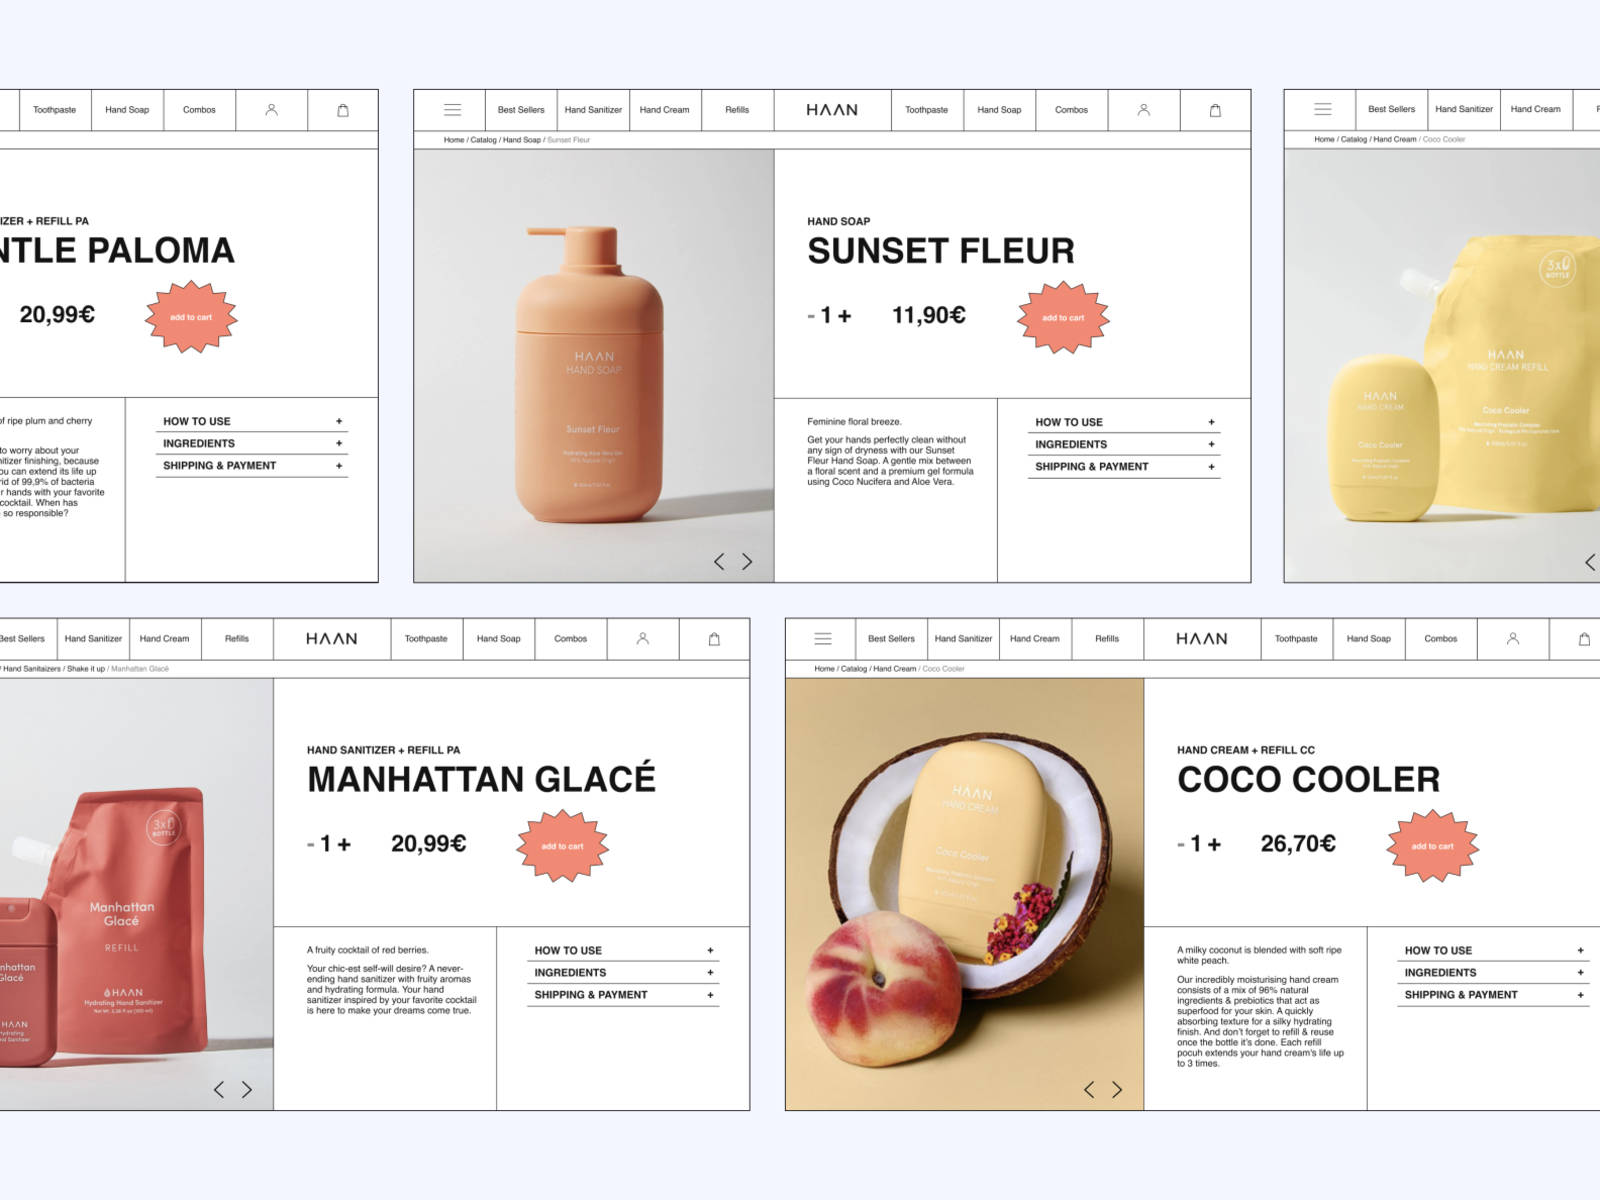 Toothpaste
Hand Soap
Combos
IZER + REFILL PA
NTLE PALOMA
20,99€
add to cart
of ripe plum and cherry
to worry about your
nitizer finishing, because
ou can extend its life up
rid of 99,9% of bacteria
r hands with your favorite
cocktail. When has
so responsible?
HOW TO USE +
INGREDIENTS +
SHIPPING & PAYMENT +
Best Sellers
Hand Sanitizer
Hand Cream
Refills
HAAN
Toothpaste
Hand Soap
Combos
Home / Catalog / Hand Soap / Sunset Fleur
HAAN
HAND SOAP
Sunset Fleur
Hydrating Aloe Vera Gel
HAND SOAP
SUNSET FLEUR
- 1 +
11,90€
add to cart
Feminine floral breeze.
Get your hands perfectly clean without
any sign of dryness with our Sunset
Fleur Hand Soap. A gentle mix between
a floral scent and a premium gel formula
using Coco Nucifera and Aloe Vera.
HOW TO USE +
INGREDIENTS +
SHIPPING & PAYMENT +
Best Sellers
Hand Sanitizer
Hand Cream
Home / Catalog / Hand Cream / Coco Cooler
3x
BOTTLE
HAAN
HAND CREAM REFILL
Coco Cooler
HAAN
HAND CREAM
Coco Cooler
Best Sellers
Hand Sanitizer
Hand Cream
Refills
HAAN
Toothpaste
Hand Soap
Combos
/ Hand Sanitaizers / Shake it up / Manhattan Glacé
3x
BOTTLE
Manhattan
Glacé
REFILL
HAAN
Hydrating Hand Sanitizer
nhattan
Glacé
HAAN
HAND SANITIZER + REFILL PA
MANHATTAN GLACÉ
- 1 +
20,99€
add to cart
A fruity cocktail of red berries.
Your chic-est self-will desire? A never-
ending hand sanitizer with fruity aromas
and hydrating formula. Your hand
sanitizer inspired by your favorite cocktail
is here to make your dreams come true.
HOW TO USE +
INGREDIENTS +
SHIPPING & PAYMENT +
Best Sellers
Hand Sanitizer
Hand Cream
Refills
HAAN
Toothpaste
Hand Soap
Combos
Home / Catalog / Hand Cream / Coco Cooler
HAAN
HAND CREAM
Coco Cooler
HAND CREAM + REFILL CC
COCO COOLER
- 1 +
26,70€
add to cart
A milky coconut is blended with soft ripe
white peach.
Our incredibly moisturising hand cream
consists of a mix of 96% natural
ingredients & prebiotics that act as
superfood for your skin. A quickly
absorbing texture for a silky hydrating
finish. And don't forget to refill & reuse
once the bottle it's done. Each refill
pocuh extends your hand cream's life up
to 3 times.
HOW TO USE +
INGREDIENTS +
SHIPPING & PAYMENT +